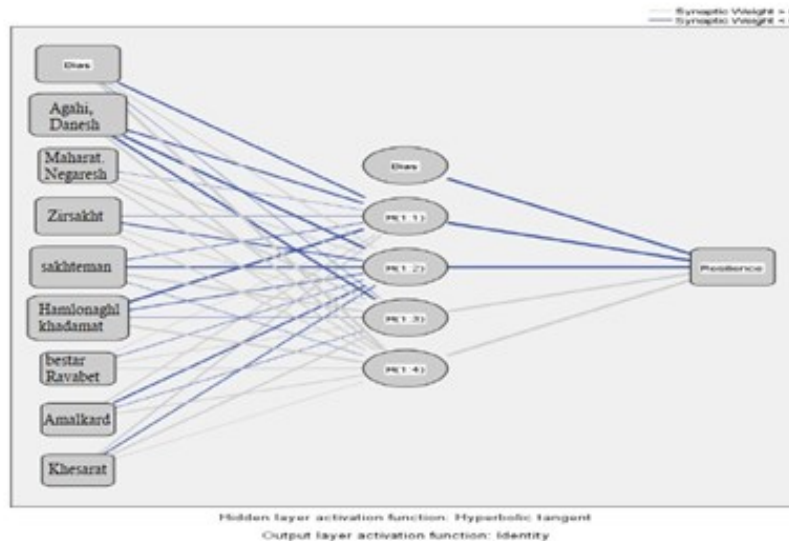 Synaptic Weight >
Synaptic Weight <
Bias
Agahi,
Danesh
Maharat.
Negaresh
Zirsakht
sakhteman
Hamlonaghl
khadamat
bestar
Ravabet
Amalkard
Khesarat
Bias
H(1:1)
H(1:2)
H(1:3)
H(1:4)
Resilience
Hidden layer activation function: Hyperbolic tangent
Output layer activation function: Identity